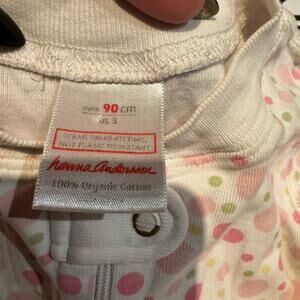 90 cm
US 3
WEAR SNUG-FITTING,
NOT FLAME RESISTANT
hanna andersson
100% Organic Cotton